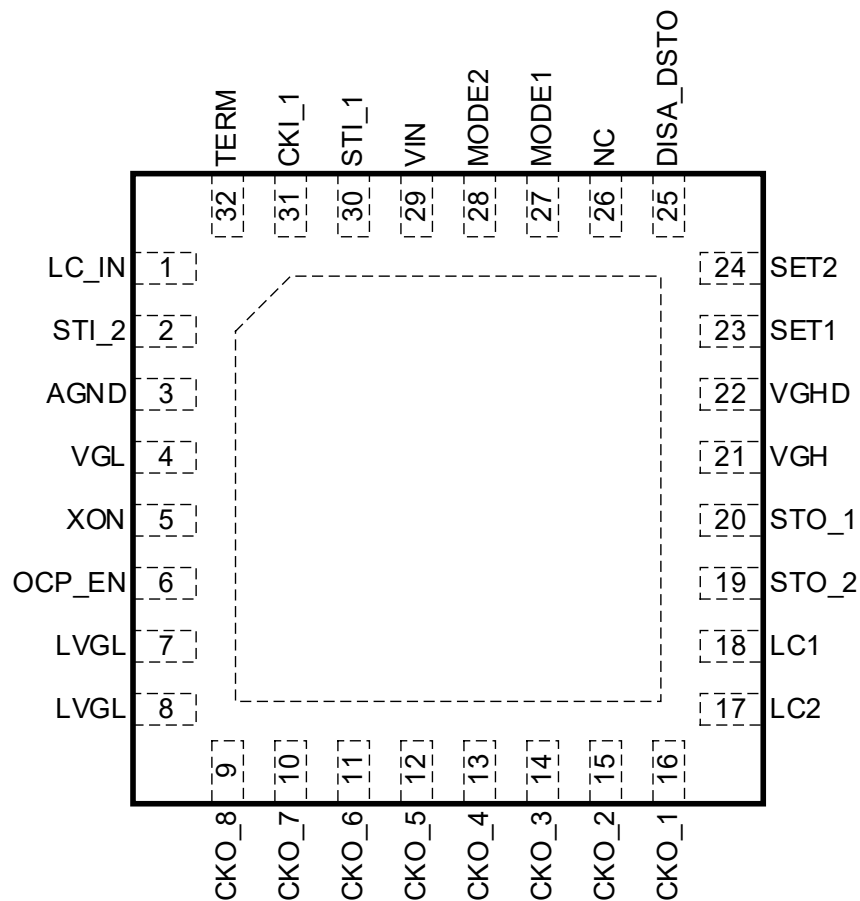 TERM
CKI_1
STI_1
VIN
MODE2
MODE1
NC
DISA_DSTO
32
31
30
29
28
27
26
25
LC_IN 1
STI_2 2
AGND 3
VGL 4
XON 5
OCP_EN 6
LVGL 7
LVGL 8
24 SET2
23 SET1
22 VGHD
21 VGH
20 STO_1
19 STO_2
18 LC1
17 LC2
9
10
11
12
13
14
15
16
CKO_8
CKO_7
CKO_6
CKO_5
CKO_4
CKO_3
CKO_2
CKO_1